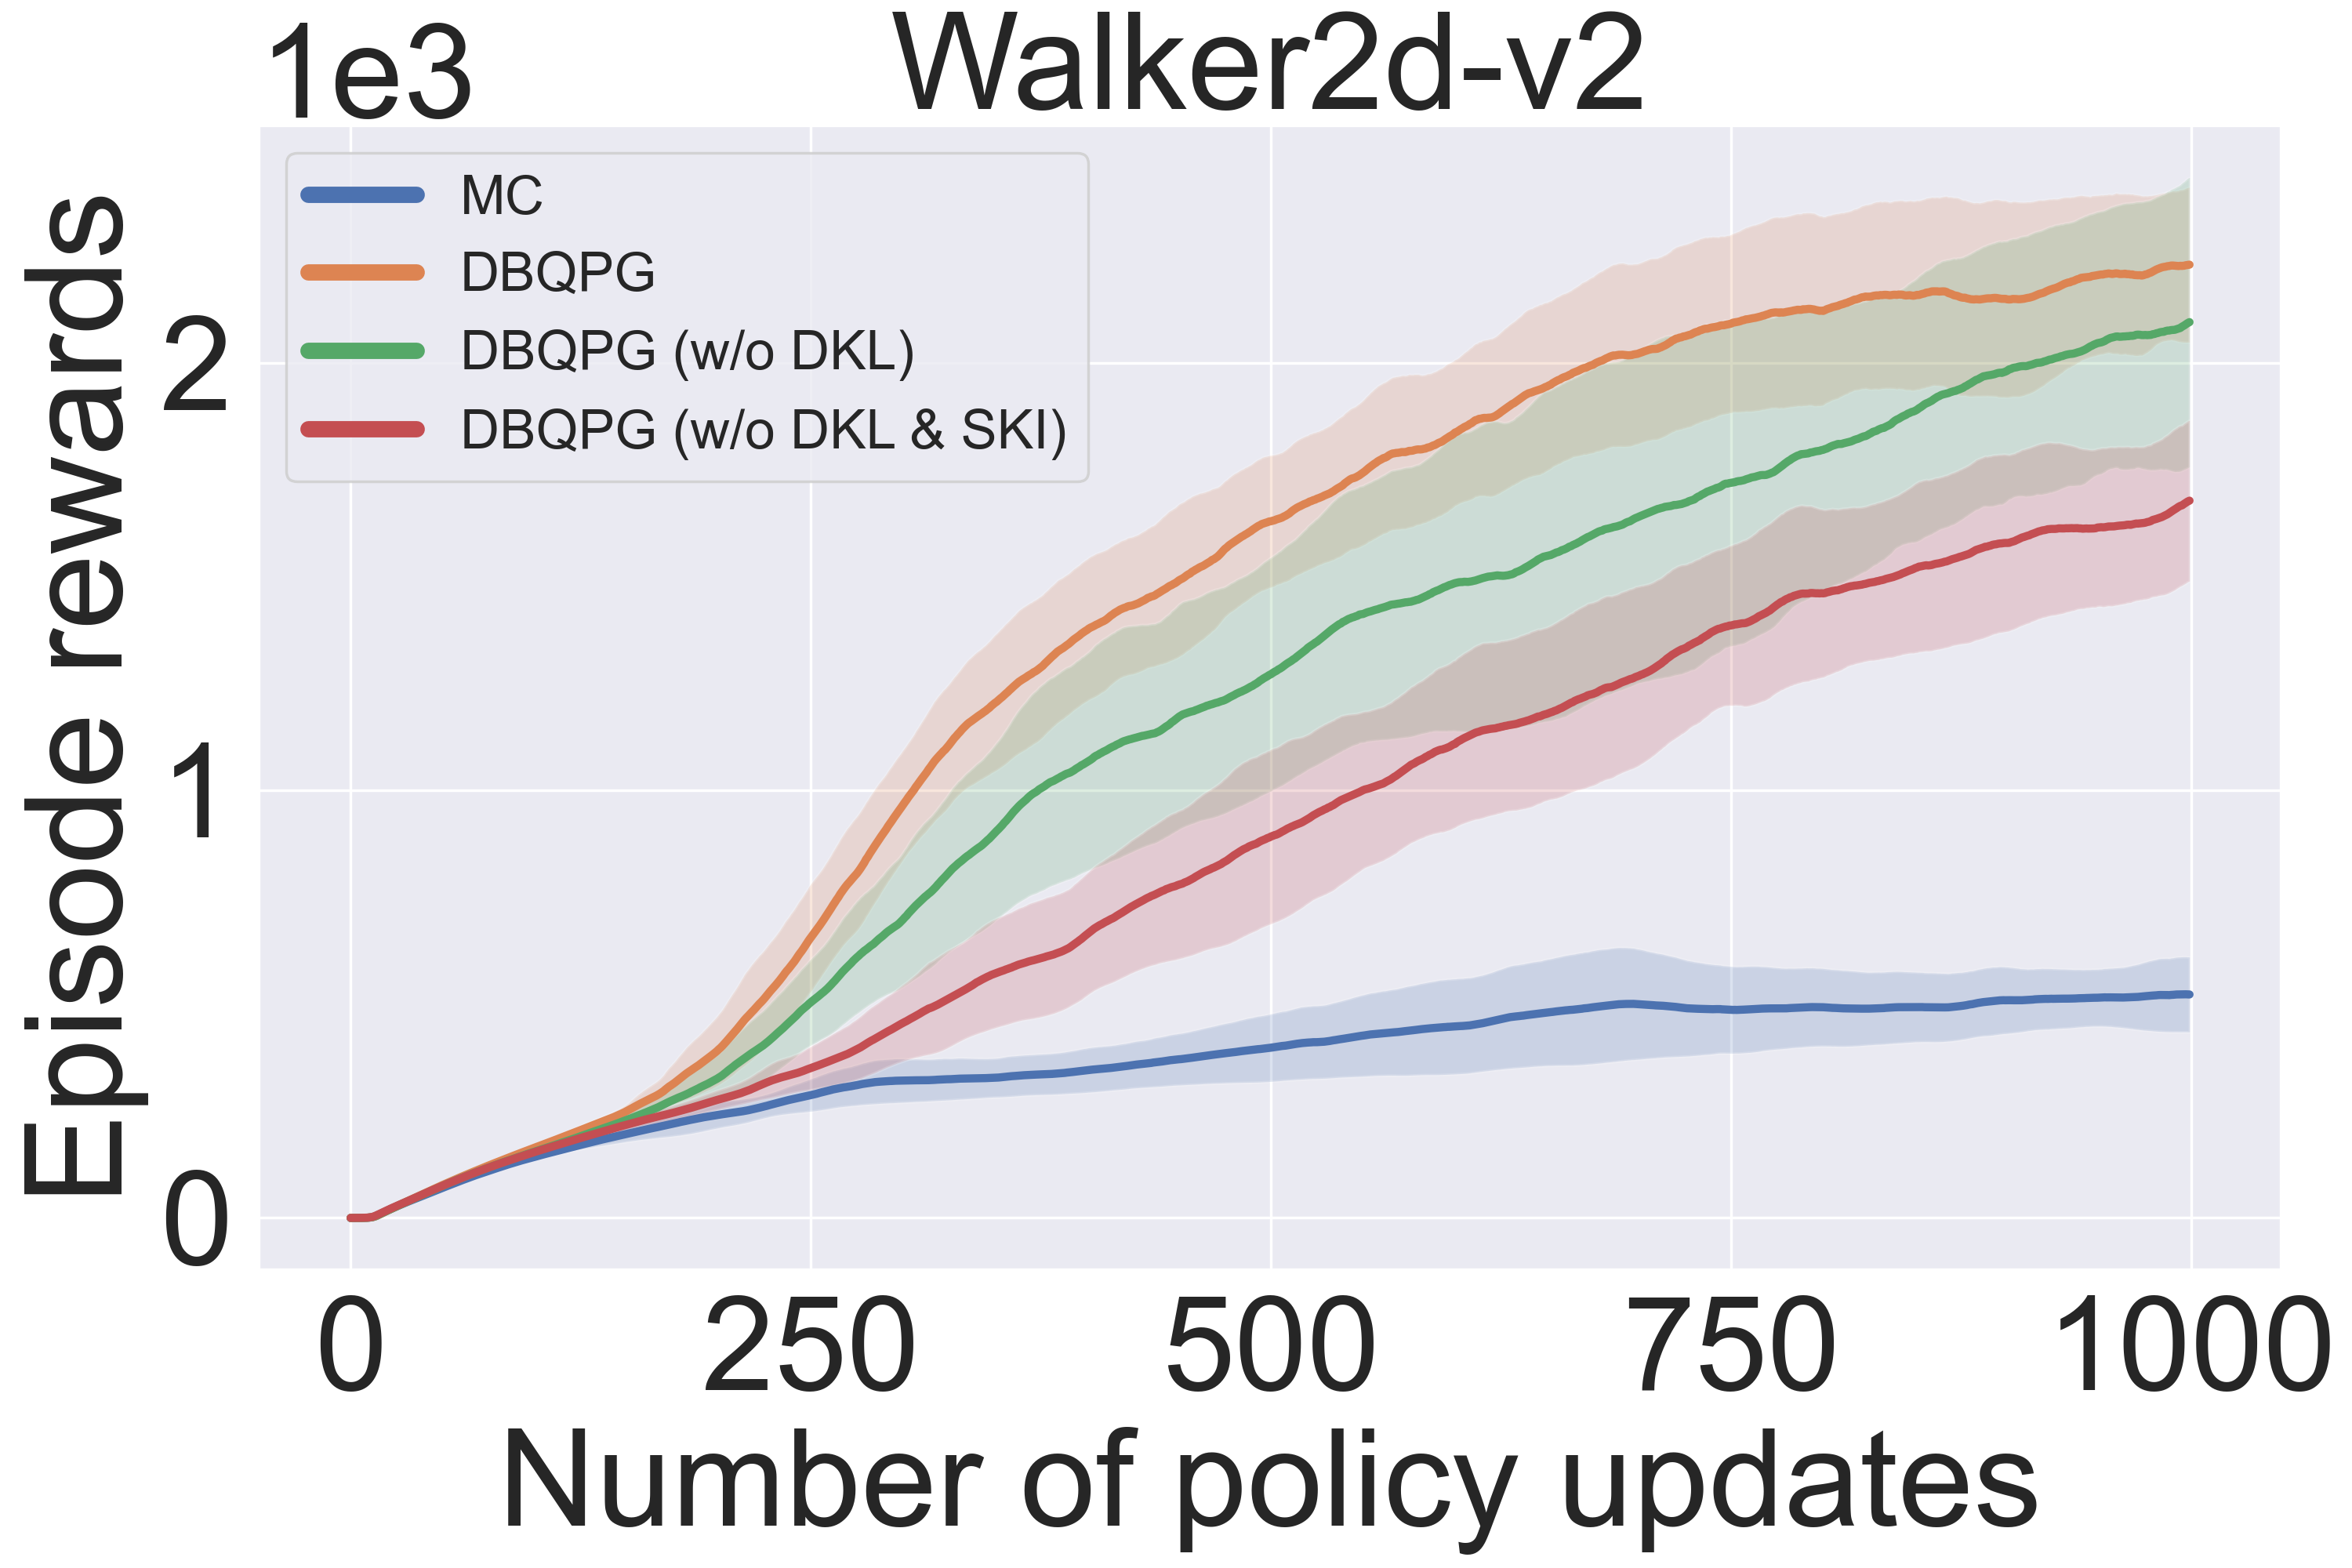 Walker2d-v2
1e3
MC
DBQPG
DBQPG (w/o DKL)
DBQPG (w/o DKL & SKI)
Episode rewards
2
1
0
0 250 500 750 1000
Number of policy updates